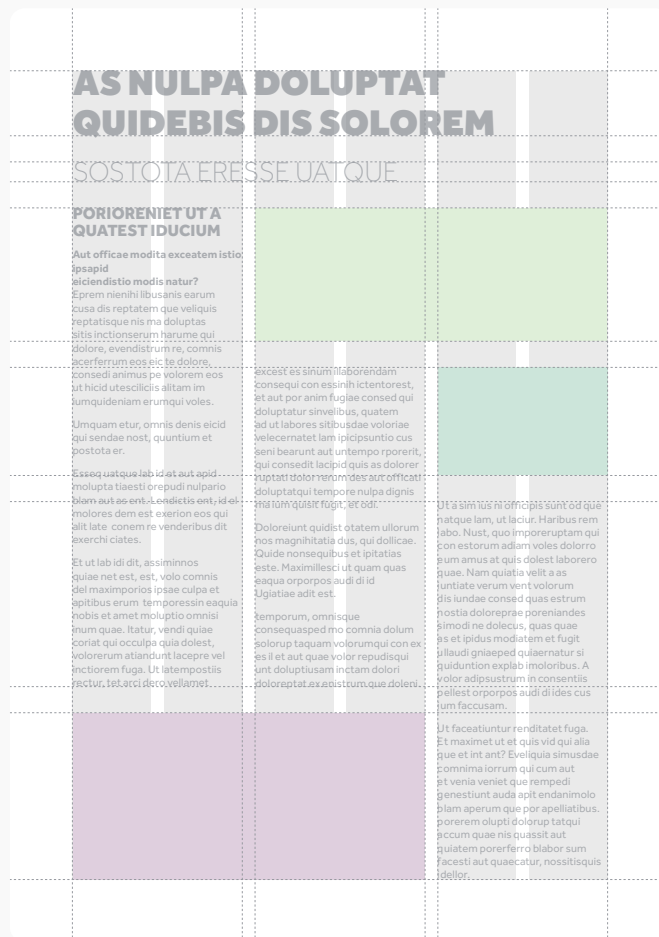 AS NULPA DOLUPTAT
QUIDEBIS DIS SOLOREM
SOSTOTA ERESSE UATQUE
PORIORENIET UT A
QUATEST IDUCIUM
Aut officae modita exceatem istio
ipsapid
eiciendistio modis natur?
Eprem nienihi libusanis earum
cusa dis reptatem que veliquis
reptatisque nis ma doluptas
sitis inctionserum harume qui
dolore, evendistrum re, comnis
acerferrum eos eic te dolore,
consedi animus pe volorem eos
ut hicid utesciliciis alitam im
iumquideniam erumqui voles.
Umquam etur, omnis denis eicid
qui sendae nost, quuntium et
postota er.
Esseq uatque lab id et aut apid
molupta tiaesti orepudi nulpario
blam aut as ent. Lendictis ent, id el
molores dem est exerion eos qui
alit late conem re venderibus dit
exerchi ciates.
Et ut lab idi dit, assiminnos
quiae net est, est, volo comnis
del maximporios ipsae culpa et
apitibus erum temporessin eaquia
nobis et amet moluptio omnisi
inum quae. Itatur, vendi quiae
coriat qui occulpa quia dolest,
volorerum atiandunt lacepre vel
inctiorem fuga. Ut latempostiis
rectur, tet arci dero vellamet
excest es sinum illaborendam
consequi con essinih ictentorest,
et aut por anim fugiae consed qui
doluptatur sinvelibus, quatem
ad ut labores sitibusdae voloriae
velecernatet lam ipicipsuntio cus
seni bearunt aut untempo rporerit,
qui consedit lacipid quis as dolorer
ruptati dolor rerum des aut officati
doluptatqui tempore nulpa dignis
ma ium quisit fugit, et odi.
Doloreiunt quidist otatem ullorum
nos magnihitatia dus, qui dollicae.
Quide nonsequibus et ipitatias
este. Maximillesci ut quam quas
eaqua orporpos audi di id
Ugiatiae adit est.
temporum, omnisque
consequasped mo comnia dolum
solorup taquam volorumqui con ex
es il et aut quae volor repudisqui
unt doluptiusam inctam dolori
doloreptat ex enistrum que doleni.
Ut a sim ius ni officipis sunt od que
natque lam, ut laciur. Haribus rem
labo. Nust, quo imporeruptam qui
con estorum adiam voles dolorro
eum amus at quis dolest laborero
quae. Nam quiatia velit a as
untiate verum vent volorum
dis iundae consed quas estrum
nostia doloreprae poreniandes
simodi ne dolecus, quas quae
as et ipidus modiatem et fugit
ullaudi gniaeped quiaernatur si
quiduntion explab imoloribus. A
volor adipsustrum in consentiis
pellest orporpos audi di ides cus
ium faccusam.
Ut faceatiuntur renditatet fuga.
Et maximet ut et quis vid qui alia
que et int ant? Eveliquia simusdae
comnima iorrum qui cum aut
et venia veniet que rempedi
genestiunt auda apit endanimolo
blam aperum que por apelliatibus.
porerem olupti dolorup tatqui
accum quae nis quassit aut
quiatem porerferro blabor sum
facesti aut quaecatur, nossitisquis
idellor.